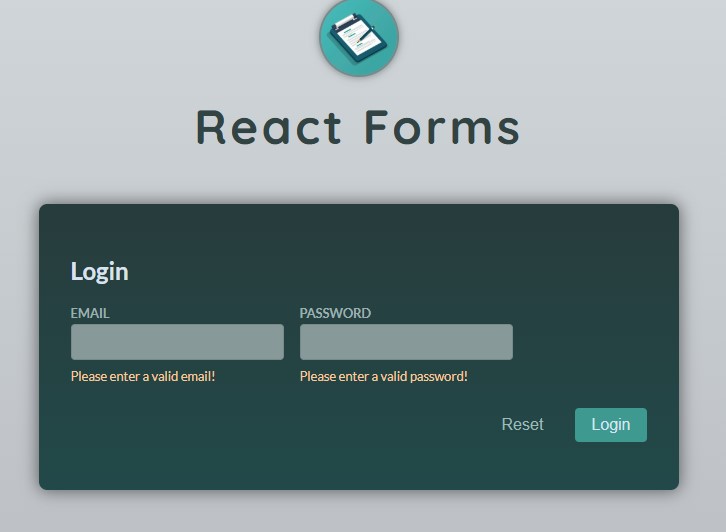 React Forms
Login
EMAIL PASSWORD
Please enter a valid email! Please enter a valid password!
Reset Login